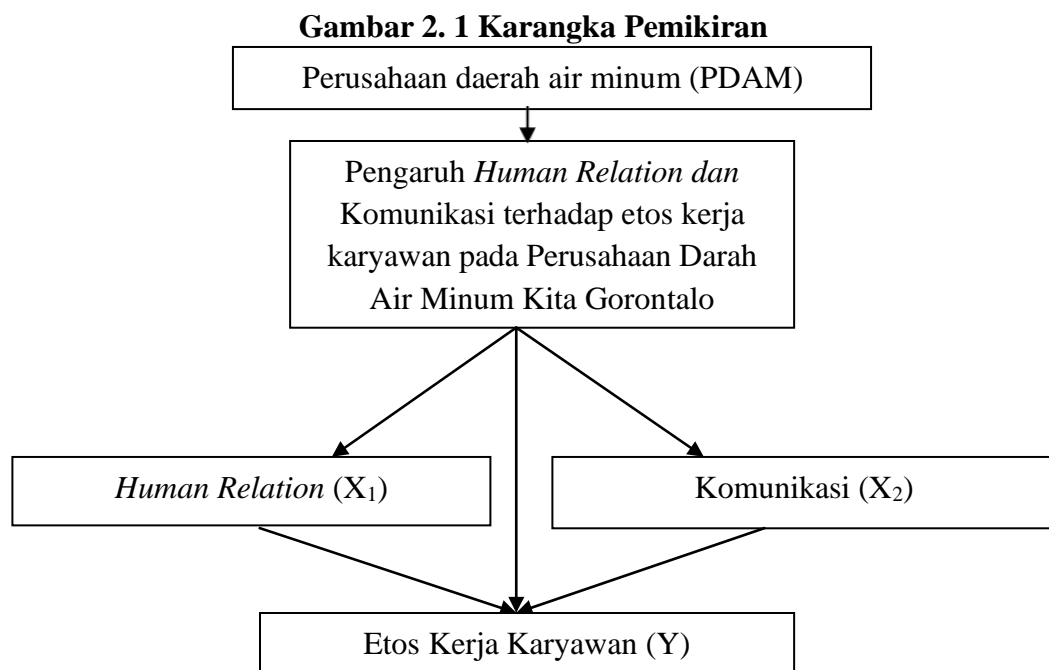 Gambar 2. 1 Karangka Pemikiran
Perusahaan daerah air minum (PDAM)
Pengaruh Human Relation dan
Komunikasi terhadap etos kerja
karyawan pada Perusahaan Darah
Air Minum Kita Gorontalo
Human Relation (X₁)
Komunikasi (X₂)
Etos Kerja Karyawan (Y)